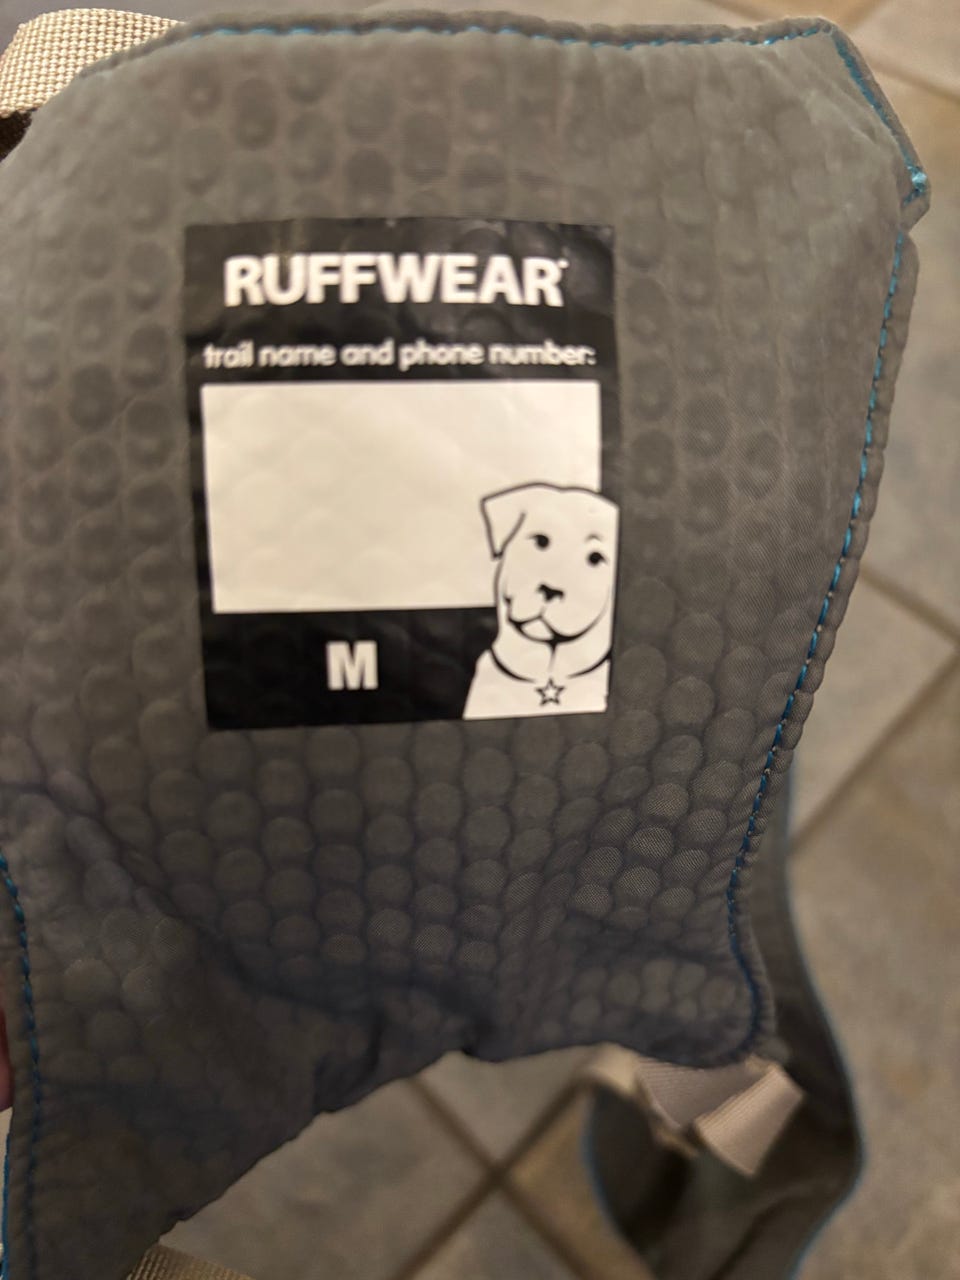 RUFFWEAR
trail name and phone number:
M